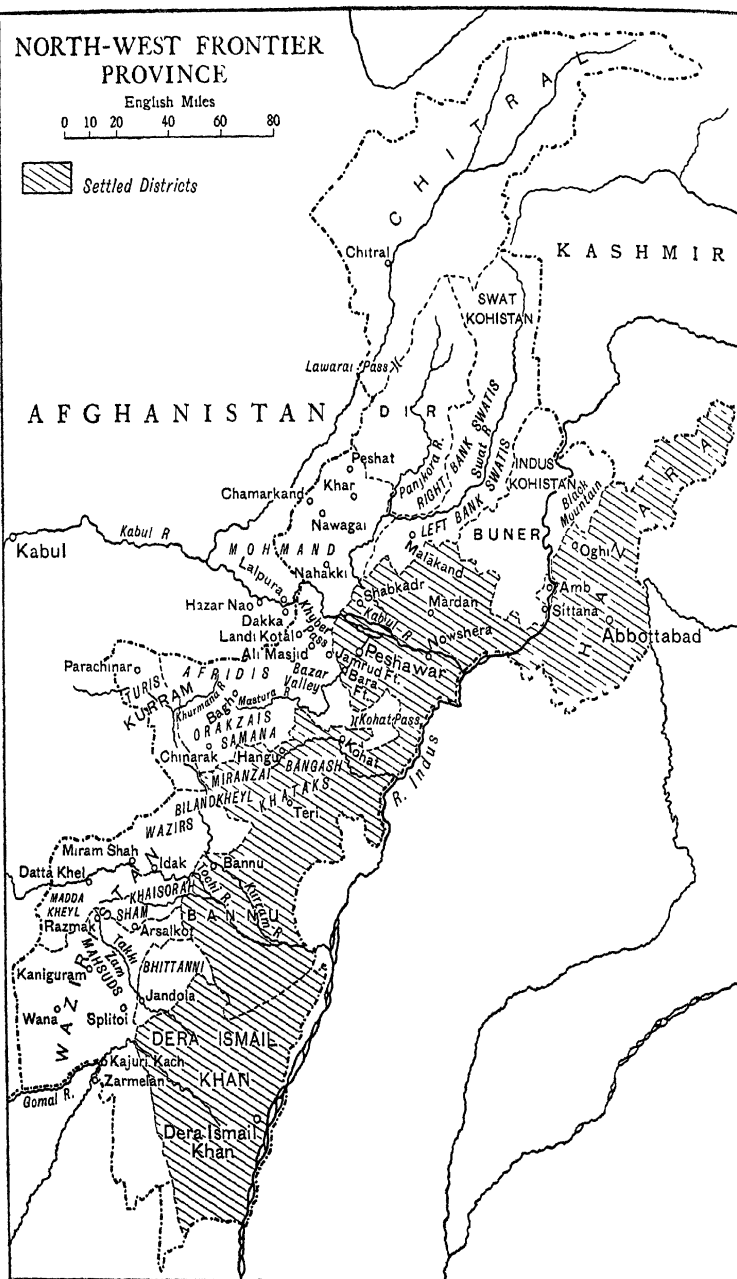 NORTH-WEST FRONTIER
PROVINCE
English Miles
0 10 20 40 60 80
Settled Districts
CHITRAL
Chitral
KASHMIR
SWAT
KOHISTAN
Lawarai Pass
AFGHANISTAN
DIR
Peshat
Panjkora R.
RIGHT BANK SWATIS
Swat R.
LEFT BANK SWATIS
INDUS
KOHISTAN
Black
Mountain
HAZARA
Khar
Chamarkand
Nawagai
Kabul R
Kabul
MOHMAND
BUNER
Malakand
Oghi
Nahakki
Lalpura
Shabkadr
Amb
Hazar Nao
Khyber
Pass
Kabul R
Mardan
Sittana
Dakka
Landi Kotal
Nowshera
Abbottabad
Ali Masjid
Peshawar
Jamrud Ft.
Parachinar
AFRIDIS
Bazar
Valley
Bara
Ft.
TURIS
KURRAM
Khurmana R
Bagh
Mastura R
Kohat Pass
ORAKZAIS
SAMANA
Kohat
Chinarak
Hangu
BANGASH
MIRANZAI
R. Indus
BILANDKHEYL
KHATAKS
Teri
WAZIRS
Miram Shah
Idak
Bannu
Datta Khel
Tochi R.
KHAISORAH
Kurram R
MADDA
KHEYL
SHAM
BANNU
Razmak
Arsalkot
Takki
Zam
Kaniguram
MAHSUDS
BHITTANNI
WAZIRSTAN
Jandola
Wana
Splitoi
DERA ISMAIL
KHAN
Kajuri Kach
Gomal R.
Zarmelan
Dera Ismail
Khan